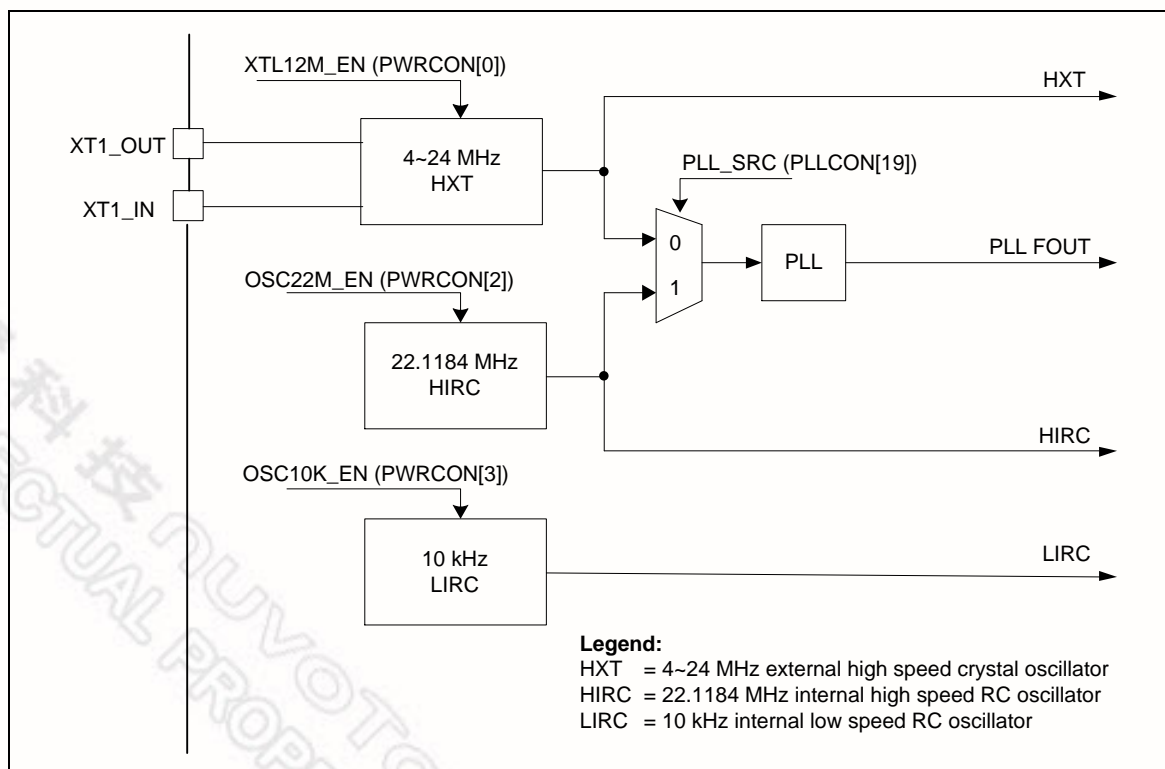 XTL12M_EN (PWRCON[0])
HXT
XT1_OUT
4~24 MHz
HXT
PLL_SRC (PLLCON[19])
XT1_IN
0
PLL
PLL FOUT
OSC22M_EN (PWRCON[2])
1
22.1184 MHz
HIRC
HIRC
OSC10K_EN (PWRCON[3])
10 kHz
LIRC
LIRC
Legend:
HXT = 4~24 MHz external high speed crystal oscillator
HIRC = 22.1184 MHz internal high speed RC oscillator
LIRC = 10 kHz internal low speed RC oscillator
科技 nuvoto